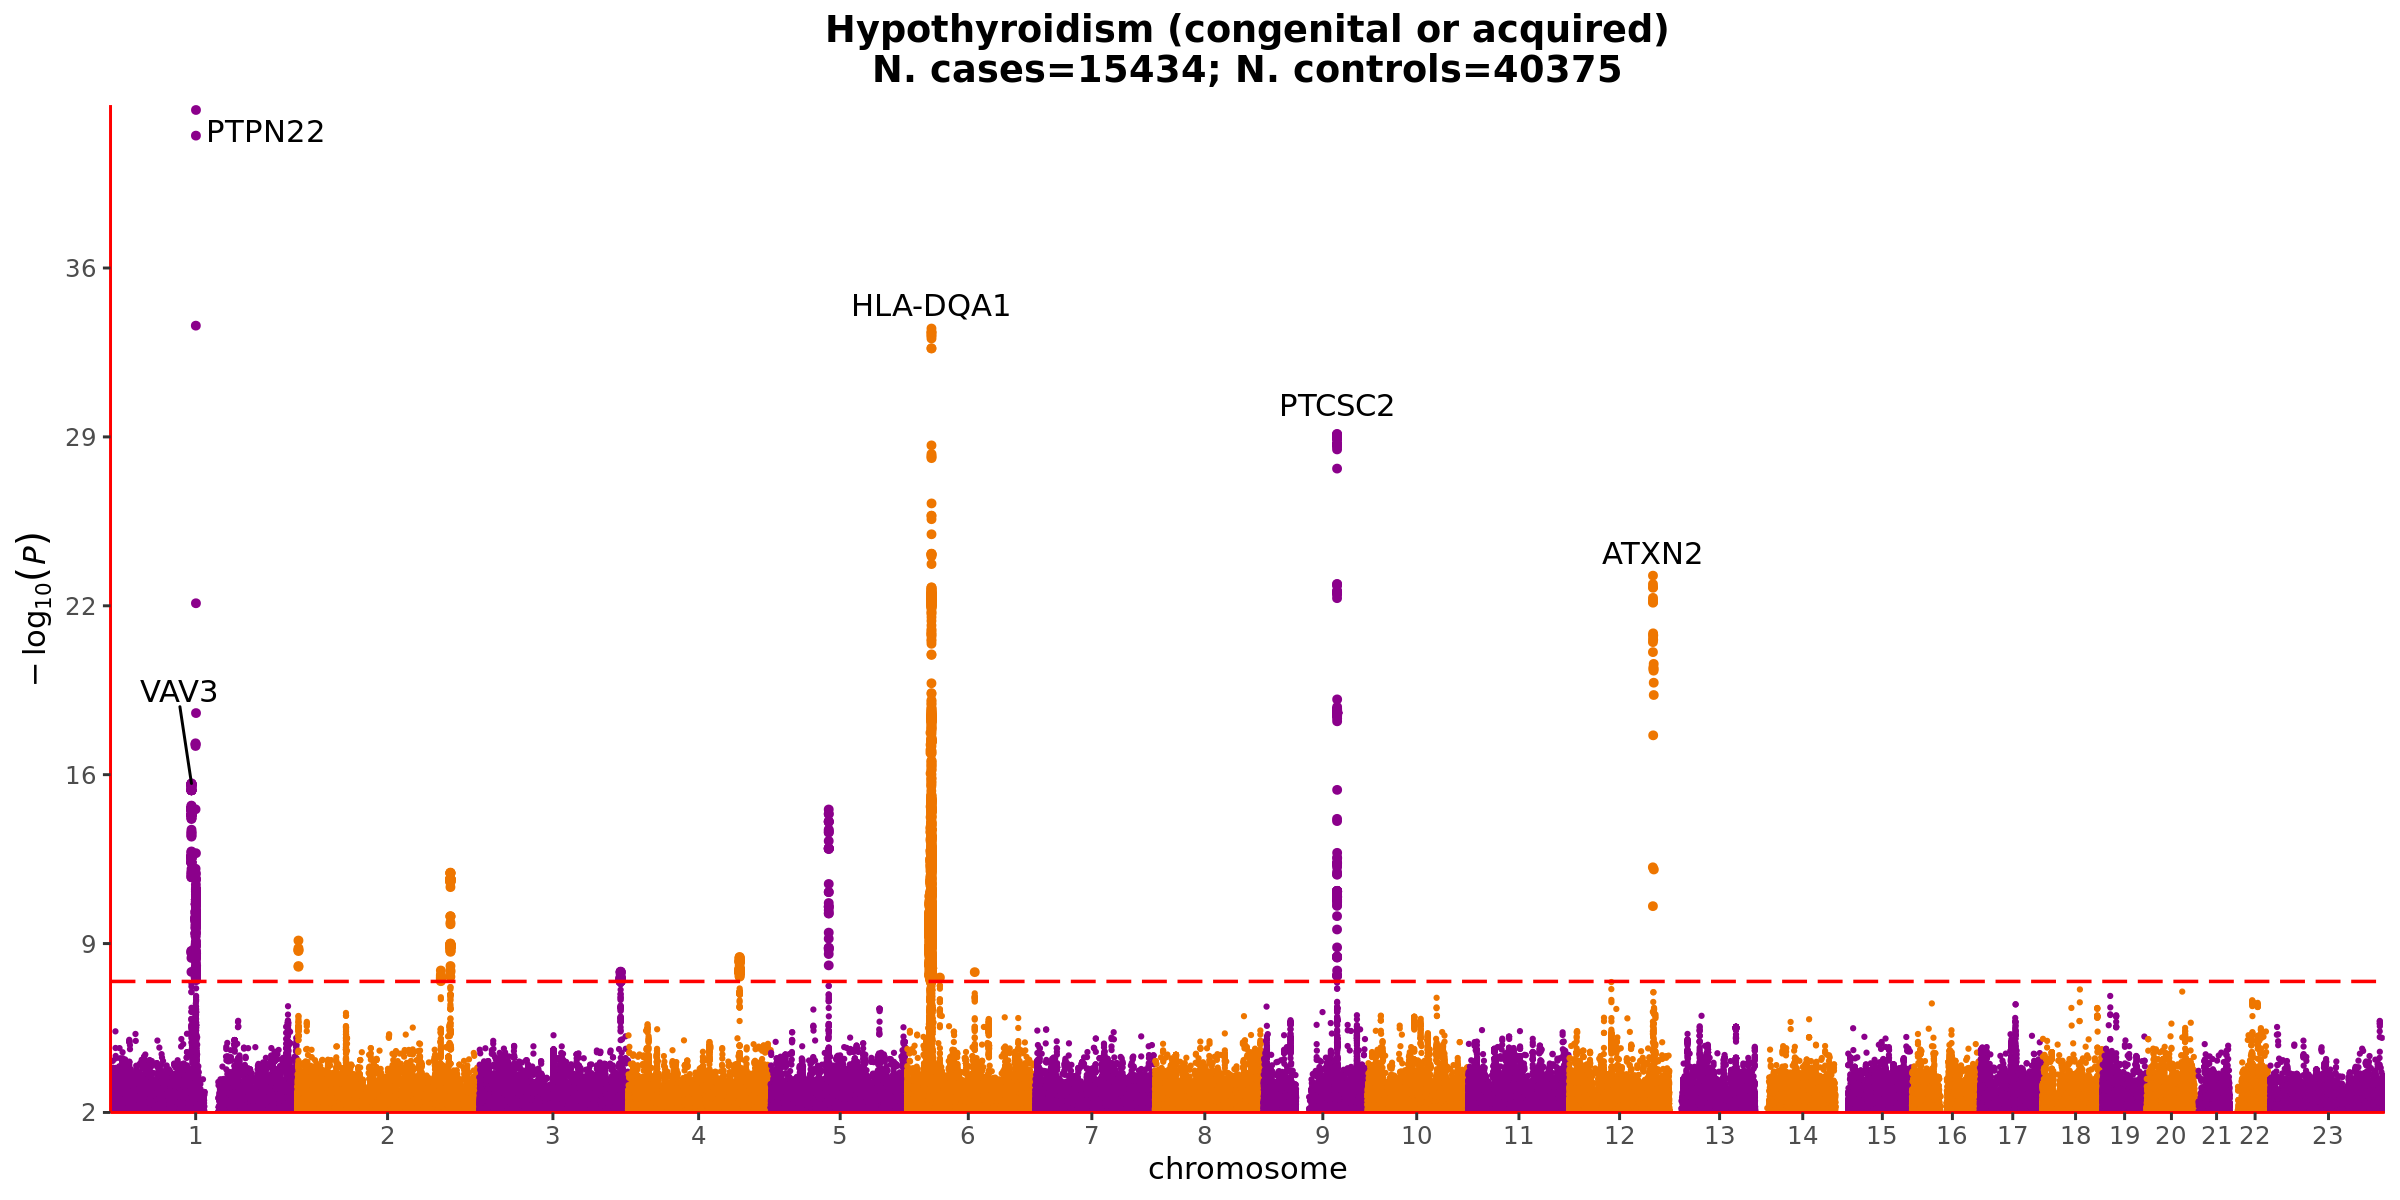 Hypothyroidism (congenital or acquired)
N. cases=15434; N. controls=40375
PTPN22
36
HLA-DQA1
PTCSC2
29
ATXN2
22
VAV3
16
9
2
−log10(P)
1 2 3 4 5 6 7 8 9 10 11 12 13 14 15 16 17 18 19 20 21 22 23
chromosome